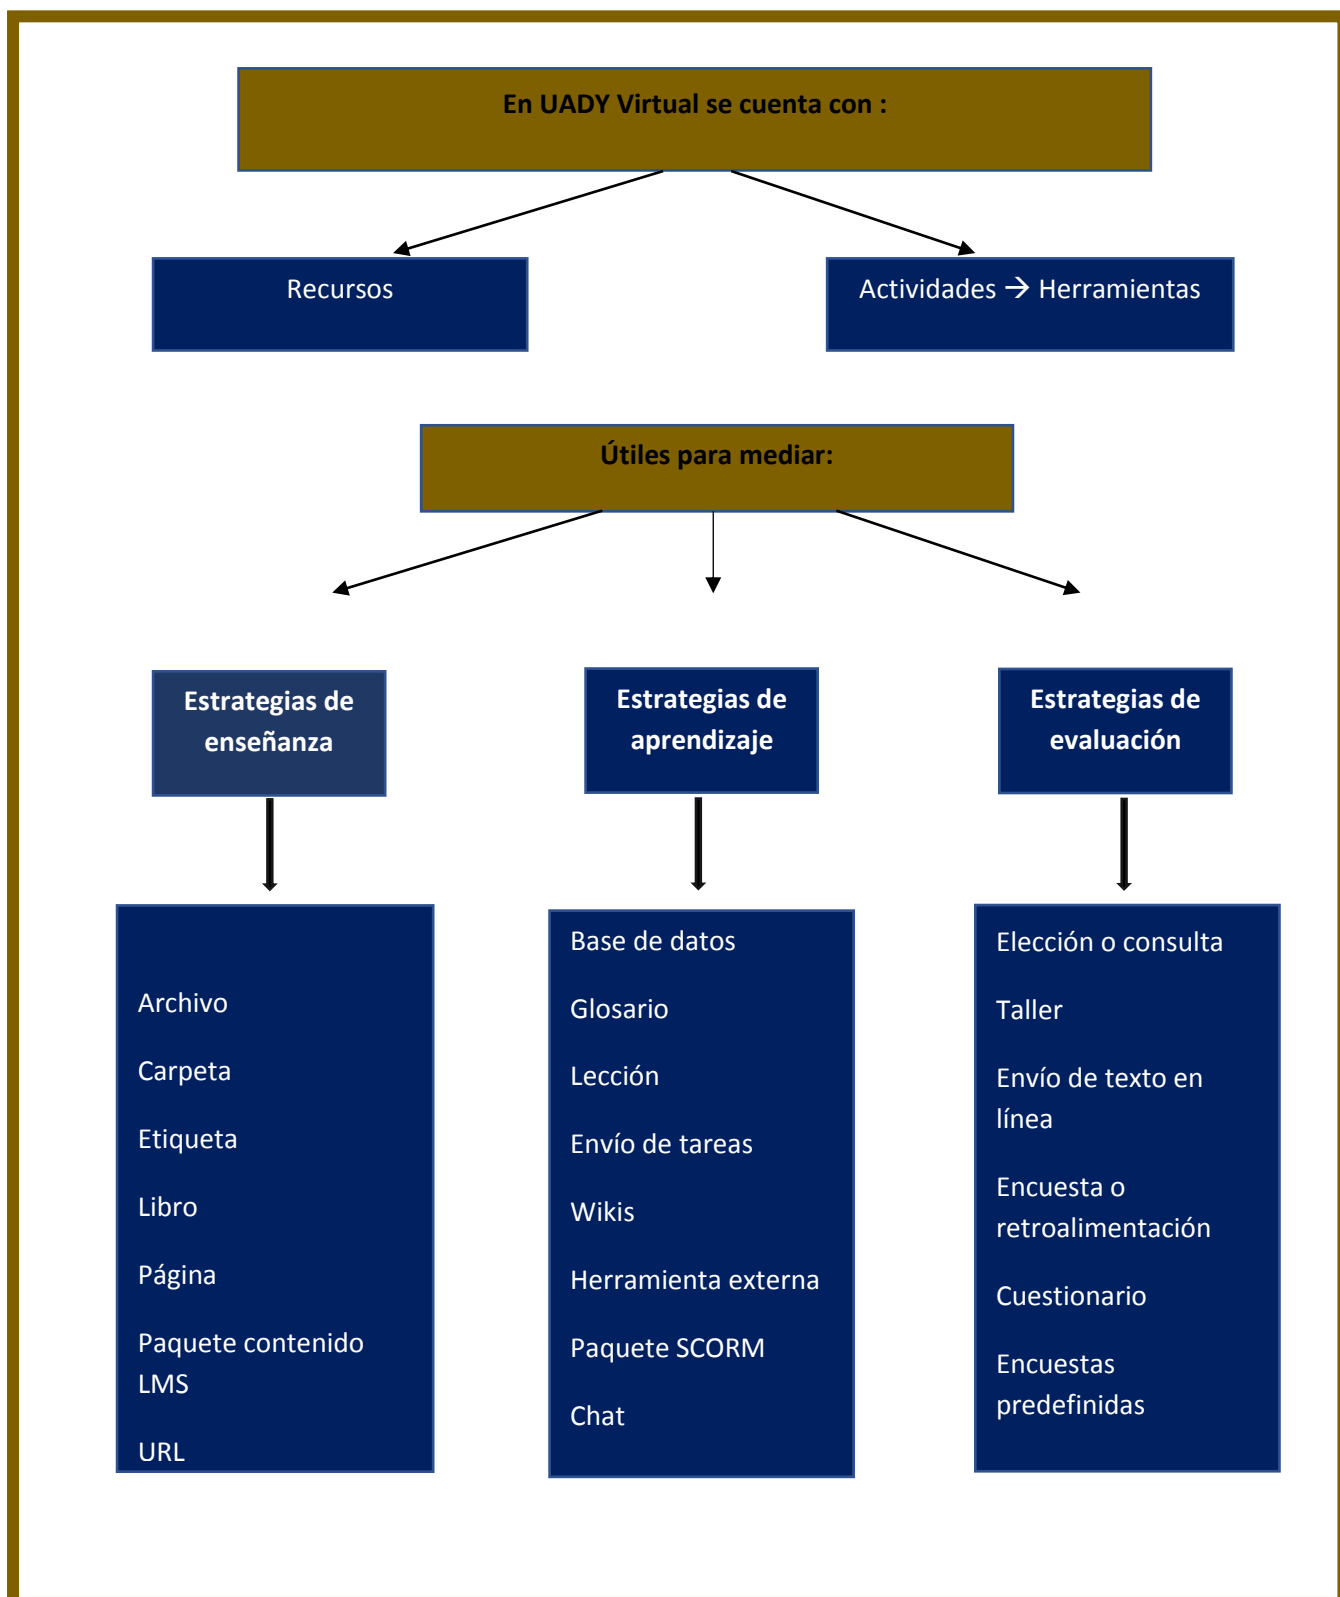 En UADY Virtual se cuenta con :
Recursos
Actividades → Herramientas
Útiles para mediar:
Estrategias de
enseñanza
Estrategias de
aprendizaje
Estrategias de
evaluación
Archivo
Carpeta
Etiqueta
Libro
Página
Paquete contenido
LMS
URL
Base de datos
Glosario
Lección
Envío de tareas
Wikis
Herramienta externa
Paquete SCORM
Chat
Elección o consulta
Taller
Envío de texto en
línea
Encuesta o
retroalimentación
Cuestionario
Encuestas
predefinidas